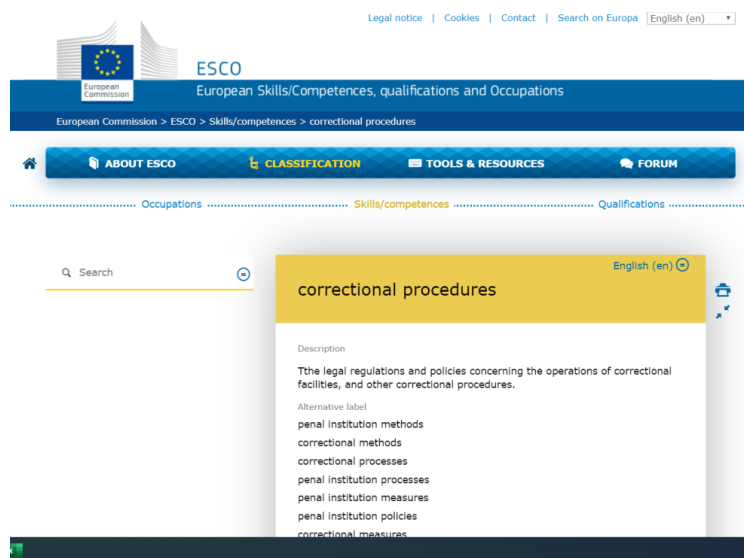 Legal notice | Cookies | Contact | Search on Europa English (en)
ESCO
European Skills/Competences, qualifications and Occupations
European
Commission
European Commission > ESCO > Skills/competences > correctional procedures
ABOUT ESCO CLASSIFICATION TOOLS & RESOURCES FORUM
Occupations Skills/competences Qualifications
Search
English (en)
correctional procedures
Description
Tthe legal regulations and policies concerning the operations of correctional
facilities, and other correctional procedures.
Alternative label
penal institution methods
correctional methods
correctional processes
penal institution processes
penal institution measures
penal institution policies
correctional measures